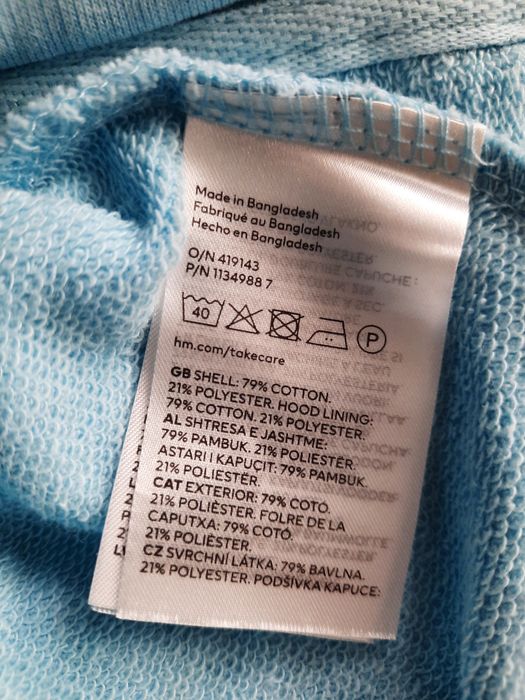 Made in Bangladesh
Fabriqué au Bangladesh
Hecho en Bangladesh
O/N 419143
P/N 1134988 7
40 P
hm.com/takecare
GB SHELL: 79% COTTON.
21% POLYESTER. HOOD LINING:
79% COTTON. 21% POLYESTER.
AL SHTRESA E JASHTME:
79% PAMBUK. 21% POLIESTËR.
ASTARI I KAPUÇIT: 79% PAMBUK.
21% POLIESTËR.
CAT EXTERIOR: 79% COTÓ.
21% POLIÈSTER. FOLRE DE LA
CAPUTXA: 79% COTÓ.
21% POLIÈSTER.
CZ SVRCHNÍ LÁTKA: 79% BAVLNA.
21% POLYESTER. PODŠÍVKA KAPUCE: